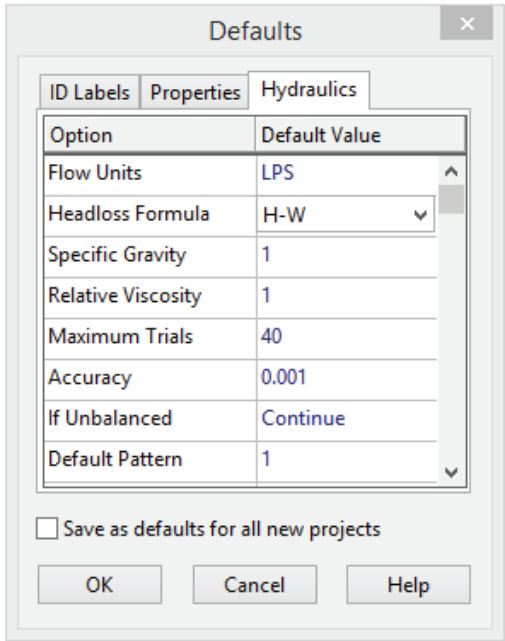 Defaults
ID Labels Properties Hydraulics
Option Default Value
Flow Units LPS
Headloss Formula H-W
Specific Gravity 1
Relative Viscosity 1
Maximum Trials 40
Accuracy 0.001
If Unbalanced Continue
Default Pattern 1
Save as defaults for all new projects
OK Cancel Help